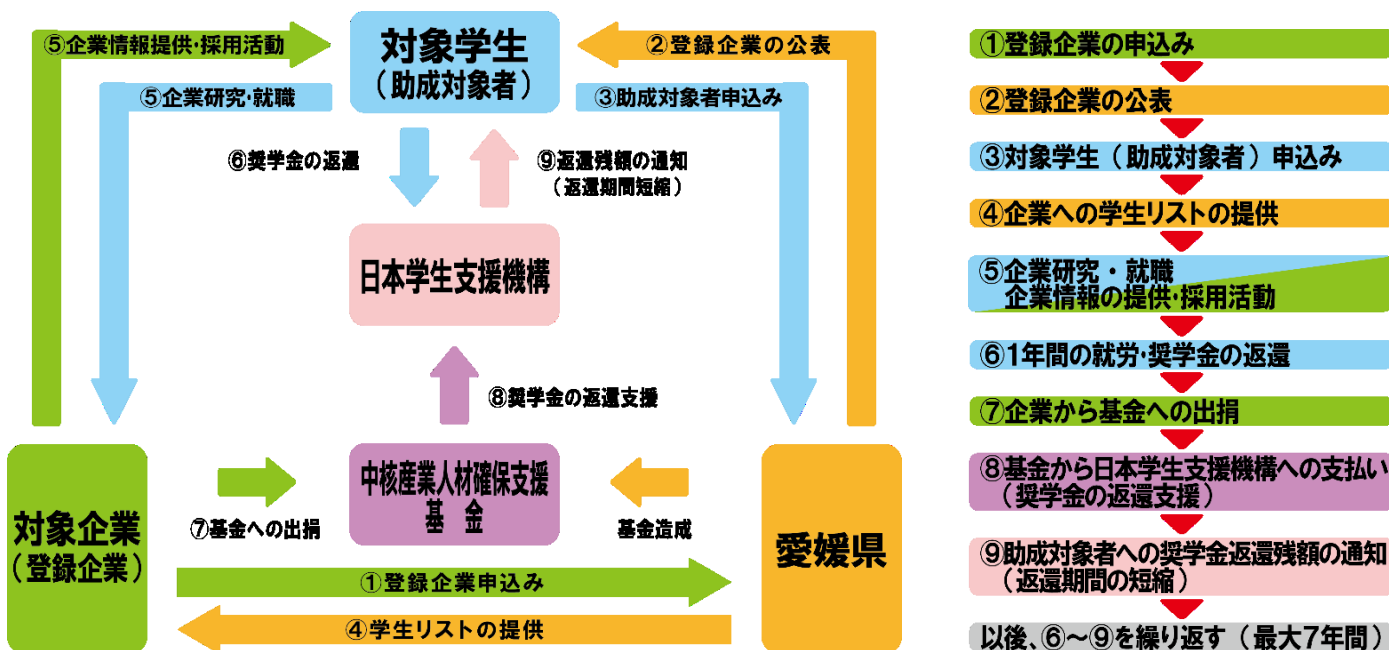 ⑤企業情報提供・採用活動
対象学生
（助成対象者）
②登録企業の公表
⑤企業研究・就職
③助成対象者申込み
⑥奨学金の返還
⑨返還残額の通知
（返還期間短縮）
日本学生支援機構
⑧奨学金の返還支援
対象企業
（登録企業）
⑦基金への出捐
中核産業人材確保支援
基　金
基金造成
愛媛県
①登録企業申込み
④学生リストの提供
①登録企業の申込み
②登録企業の公表
③対象学生（助成対象者）申込み
④企業への学生リストの提供
⑤企業研究・就職
企業情報の提供・採用活動
⑥1年間の就労・奨学金の返還
⑦企業から基金への出捐
⑧基金から日本学生支援機構への支払い
（奨学金の返還支援）
⑨助成対象者への奨学金返還残額の通知
（返還期間の短縮）
以後、⑥～⑨を繰り返す（最大7年間）